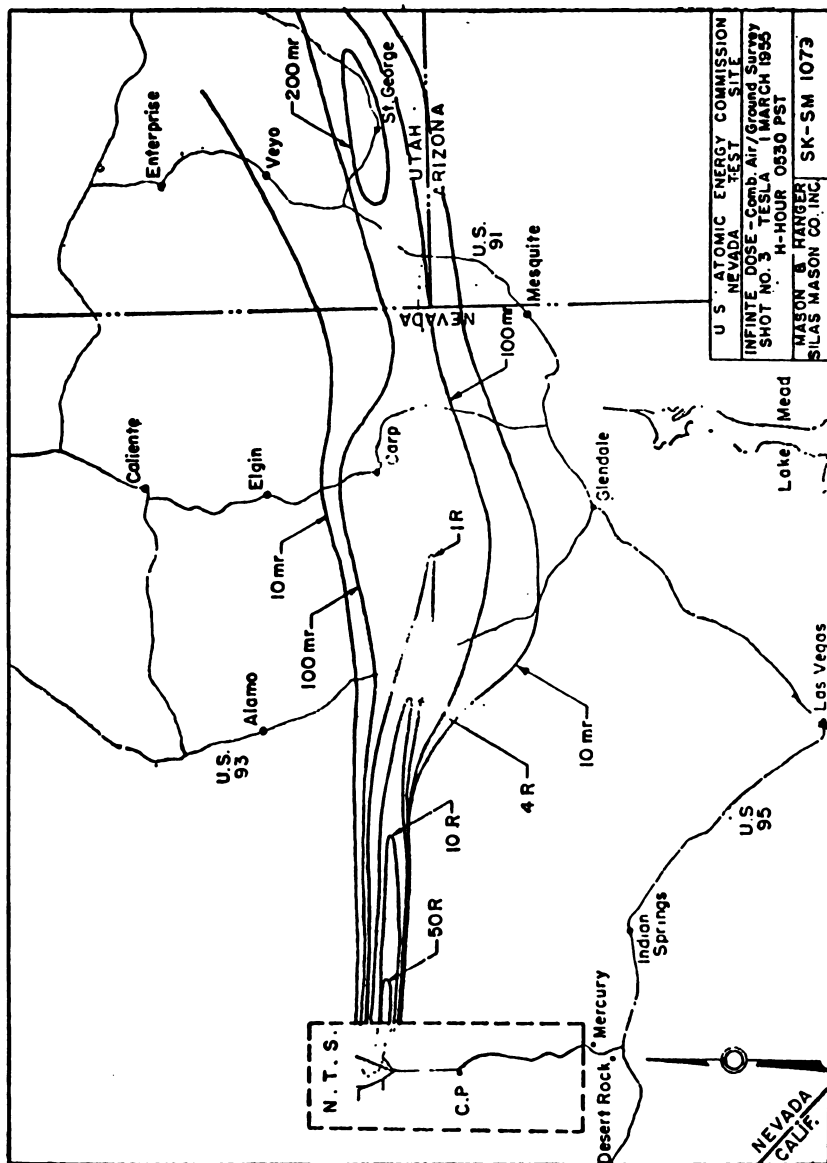 Enterprise
Veyo
200 mr
St. George
UTAH
ARIZONA
Caliente
Elgin
Carp
NEVADA
U.S.
91
Mesquite
10 mr
100 mr
100 mr
1 R
Alamo
U.S.
93
Glendale
Lake Mead
10 mr
4 R
10 R
50 R
N. T. S.
C.P
Mercury
Desert Rock
Indian
Springs
U.S
95
Las Vegas
NEVADA
CALIF.
U S ATOMIC ENERGY COMMISSION
NEVADA TEST SITE
INFINITE DOSE - Comb. Air/Ground Survey
SHOT NO. 3 TESLA 1 MARCH 1955
H-HOUR 0530 PST
MASON & HANGER
SILAS MASON CO. INC.
SK-SM 1073